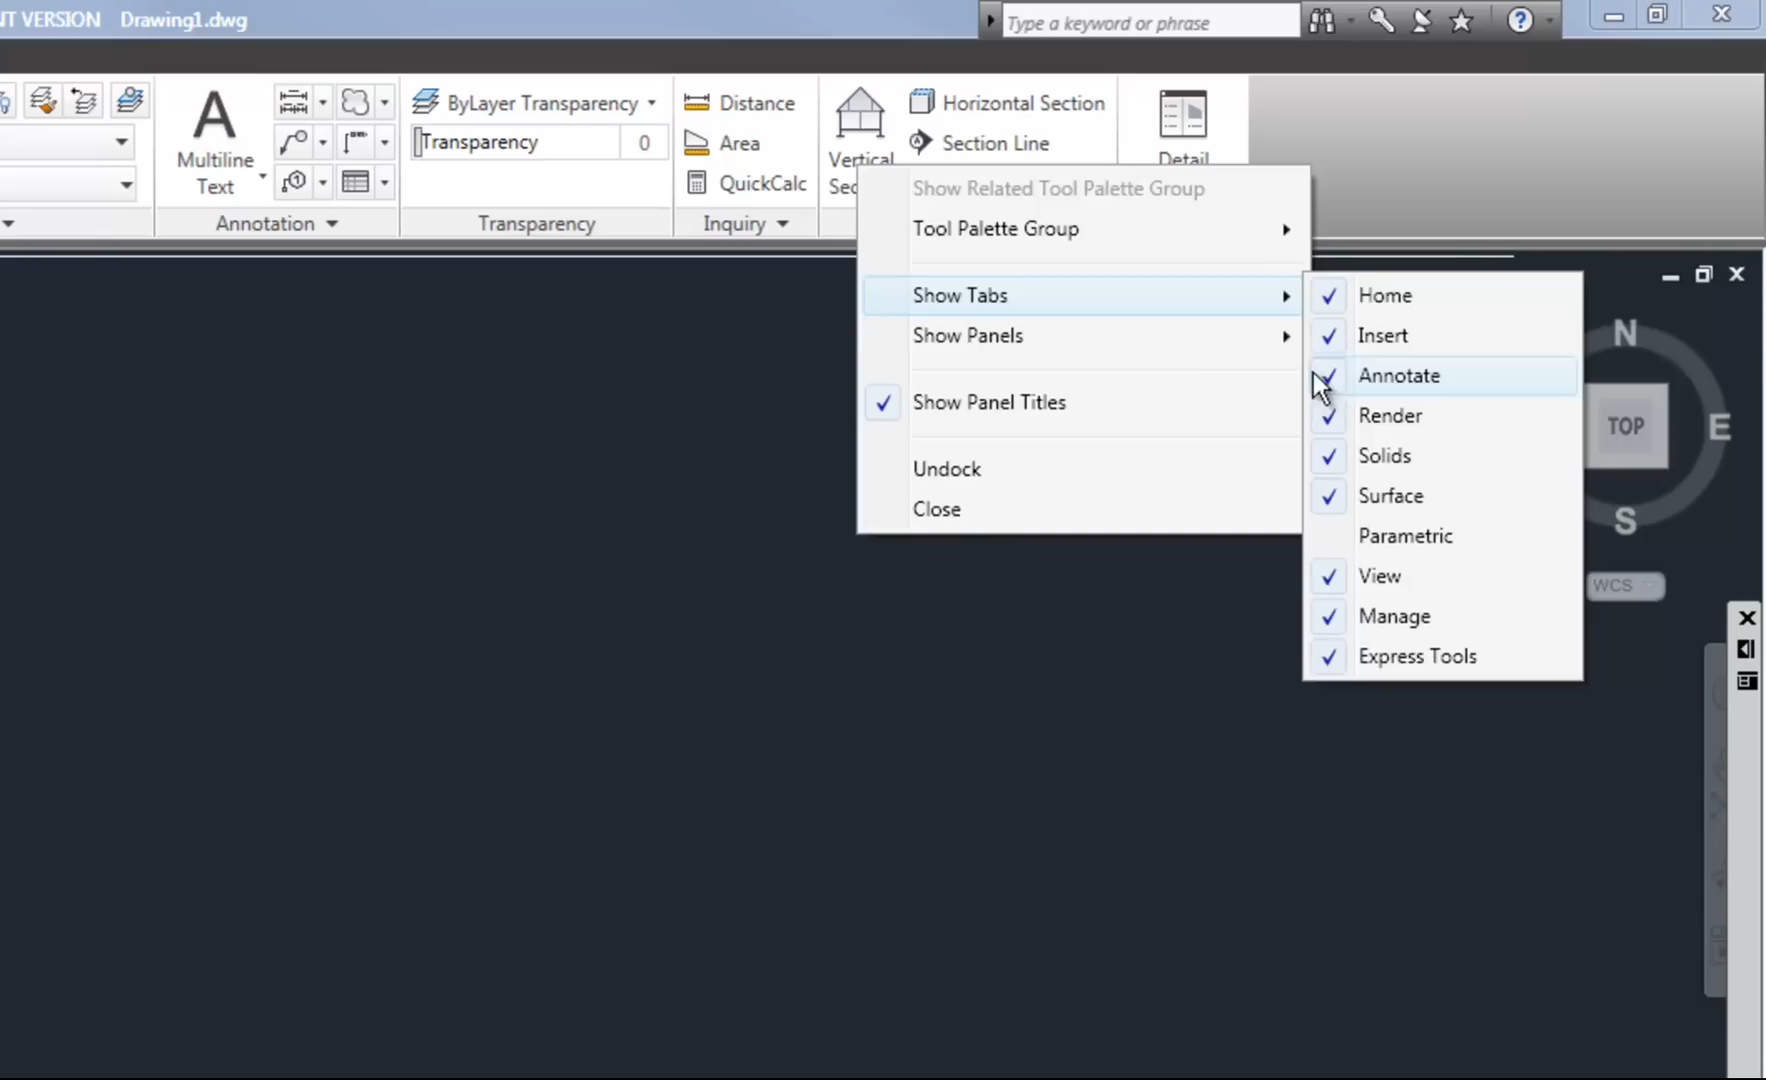 NT VERSION Drawing1.dwg
Type a keyword or phrase
ByLayer Transparency
Distance
Horizontal Section
Transparency 0
Area
Section Line
Multiline
Text
Vertical
Detail
QuickCalc
Sec
Annotation
Transparency
Inquiry
Show Related Tool Palette Group
Tool Palette Group
Show Tabs
Show Panels
Show Panel Titles
Undock
Close
Home
Insert
Annotate
Render
Solids
Surface
Parametric
View
Manage
Express Tools
N
TOP
E
S
WCS